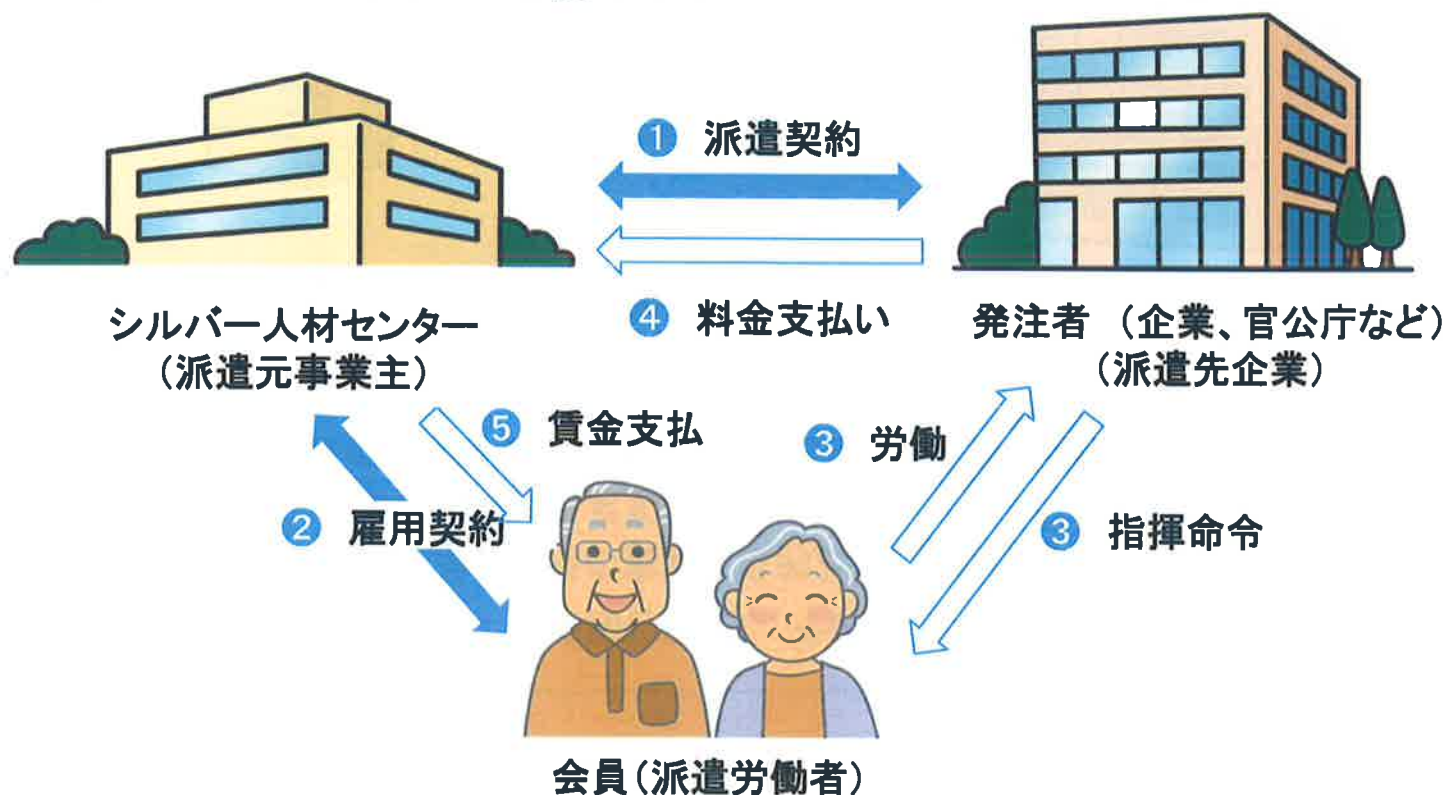 ❶ 派遣契約
❹ 料金支払い
シルバー人材センター
（派遣元事業主）
発注者 （企業、官公庁など）
（派遣先企業）
❺ 賃金支払
❸ 労働
❷ 雇用契約
❸ 指揮命令
会員（派遣労働者）